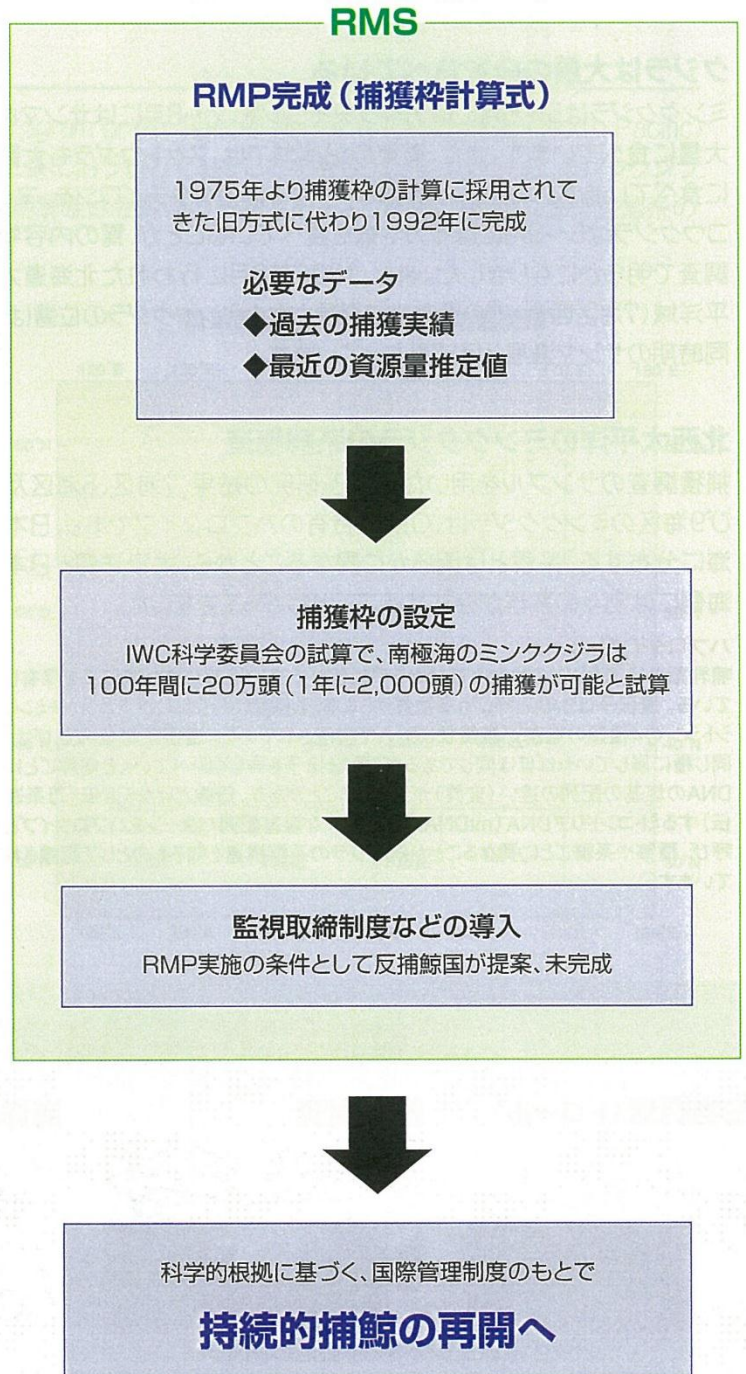 RMS
RMP完成(捕獲枠計算式)
1975年より捕獲枠の計算に採用されて
きた旧方式に代わり1992年に完成
必要なデータ
◆過去の捕獲実績
◆最近の資源量推定値
捕獲枠の設定
IWC科学委員会の試算で、南極海のミンククジラは
100年間に20万頭(1年に2,000頭)の捕獲が可能と試算
監視取締制度などの導入
RMP実施の条件として反捕鯨国が提案、未完成
科学的根拠に基づく、国際管理制度のもとで
持続的捕鯨の再開へ